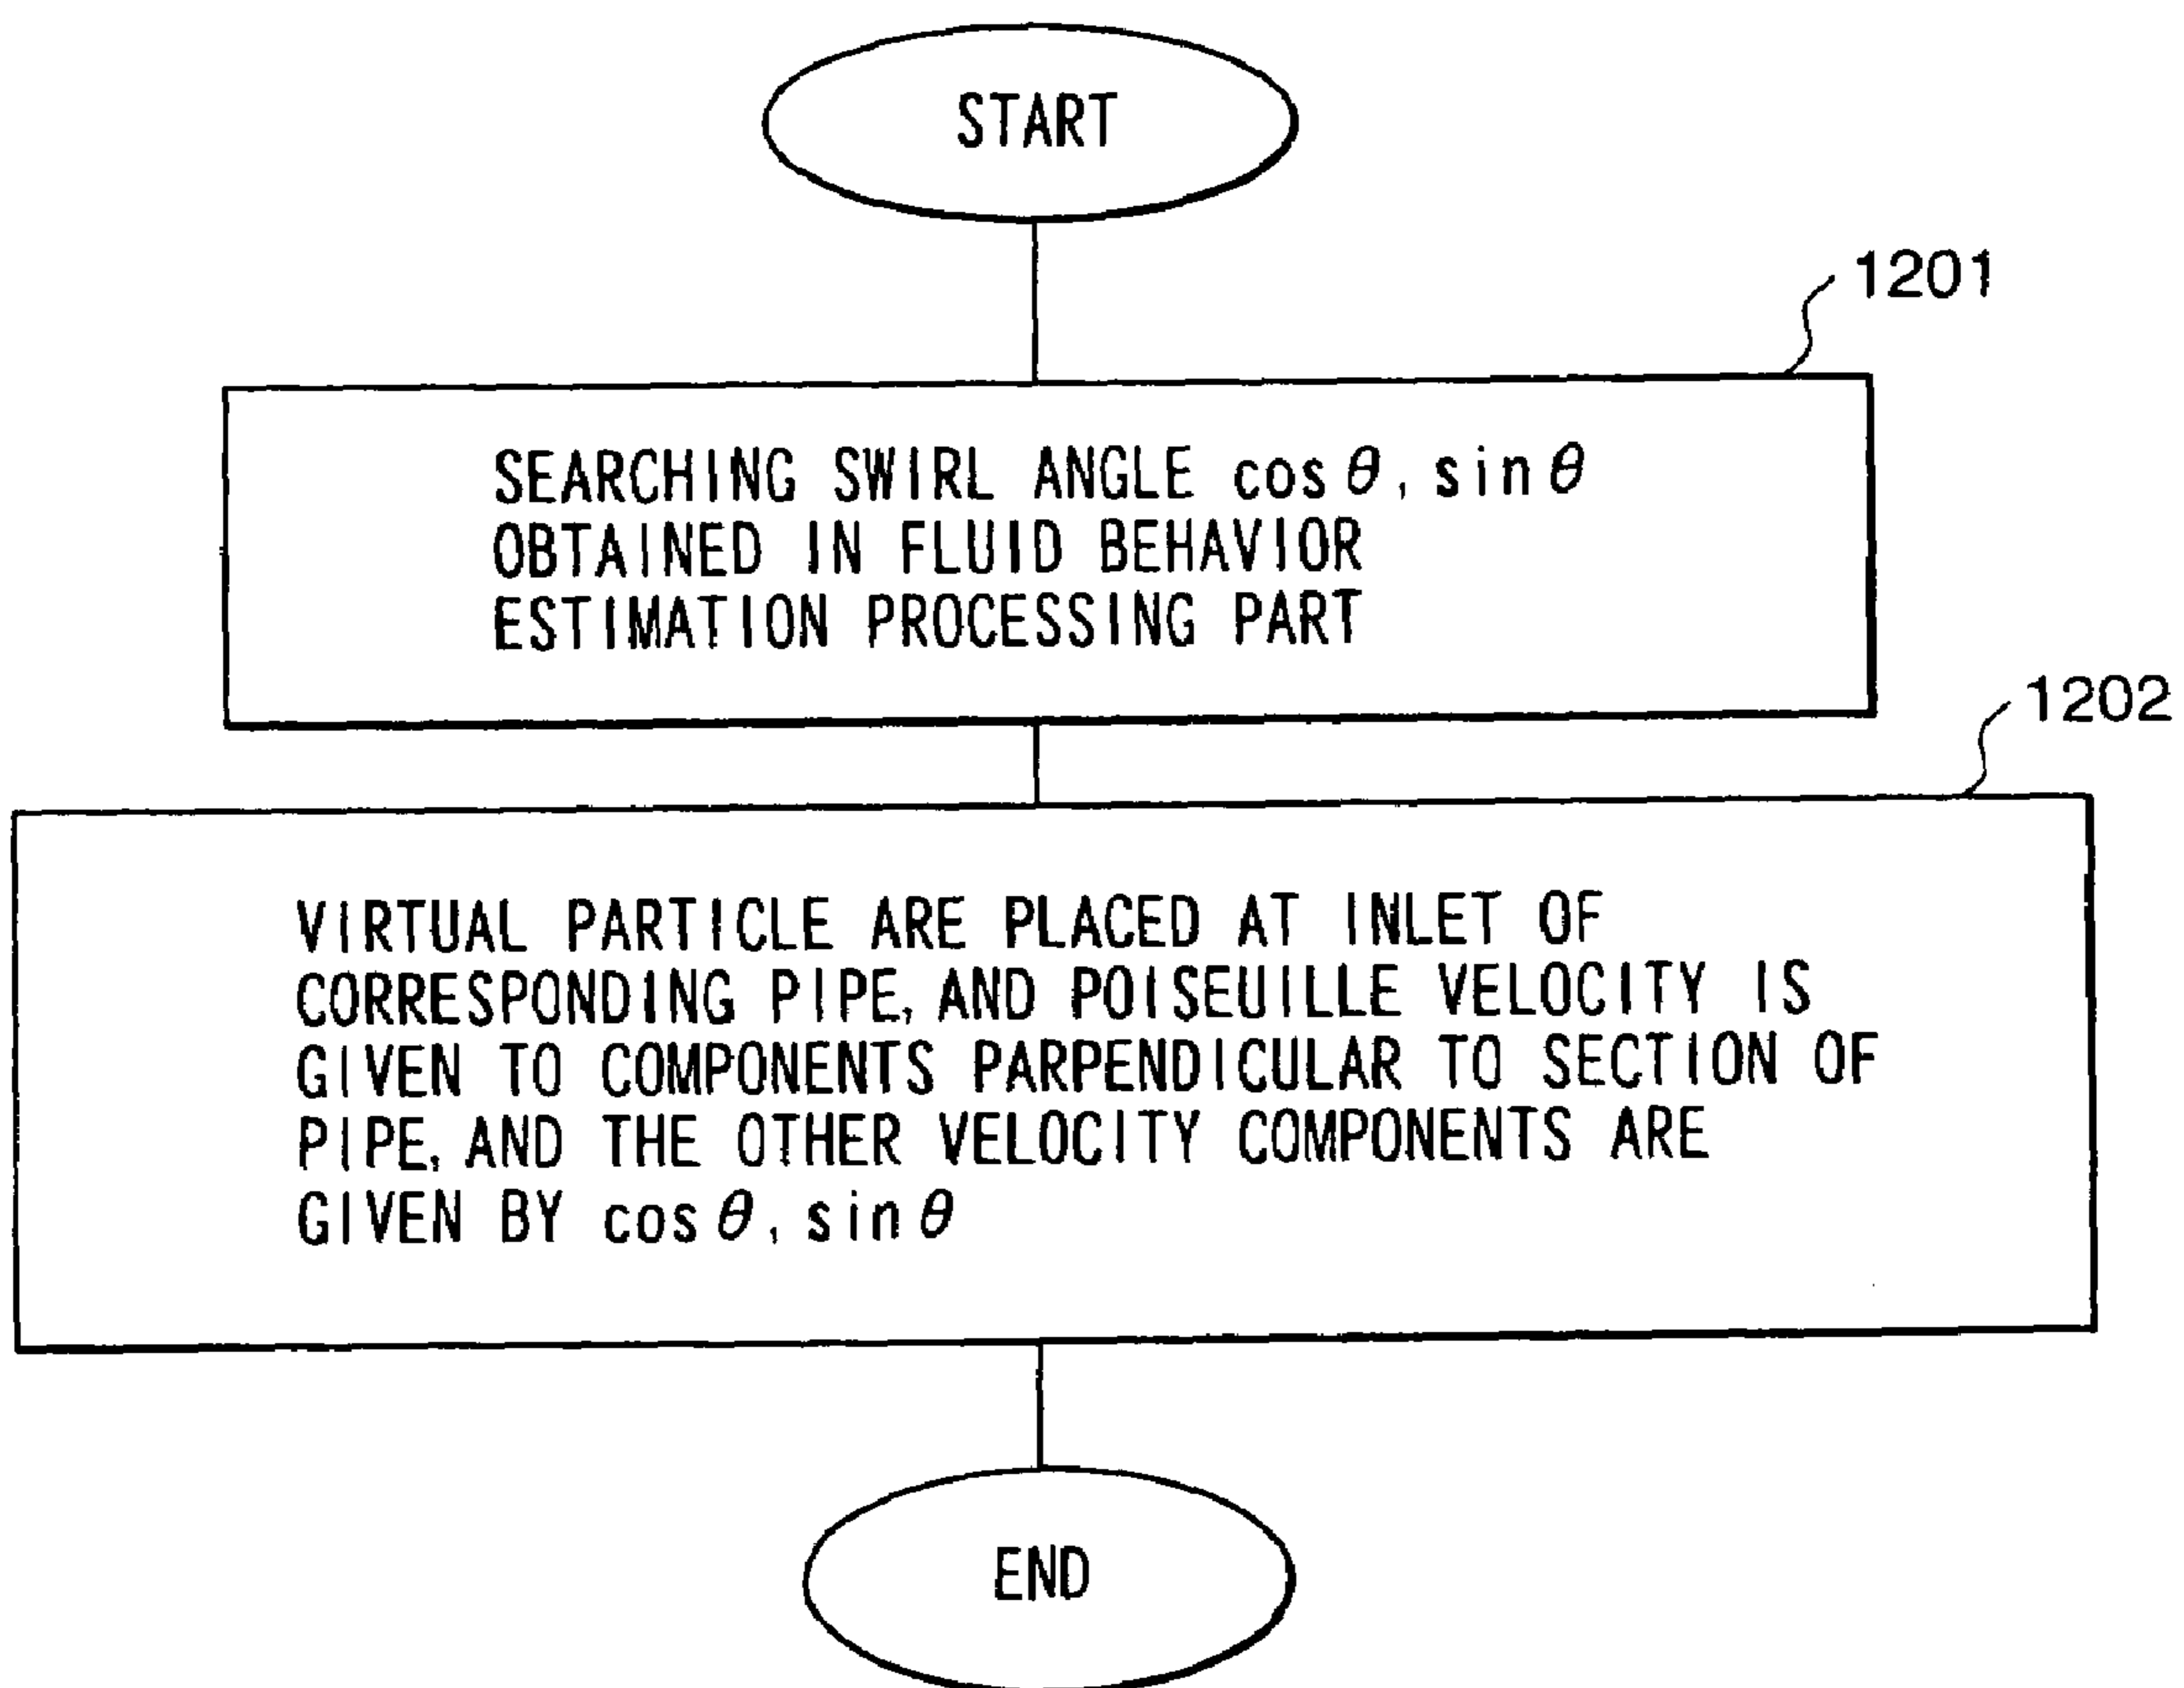 START
1201
SEARCHING SWIRL ANGLE cosθ, sinθ
OBTAINED IN FLUID BEHAVIOR
ESTIMATION PROCESSING PART
1202
VIRTUAL PARTICLE ARE PLACED AT INLET OF
CORRESPONDING PIPE, AND POISEUILLE VELOCITY IS
GIVEN TO COMPONENTS PARPENDICULAR TO SECTION OF
PIPE, AND THE OTHER VELOCITY COMPONENTS ARE
GIVEN BY cosθ, sinθ
END